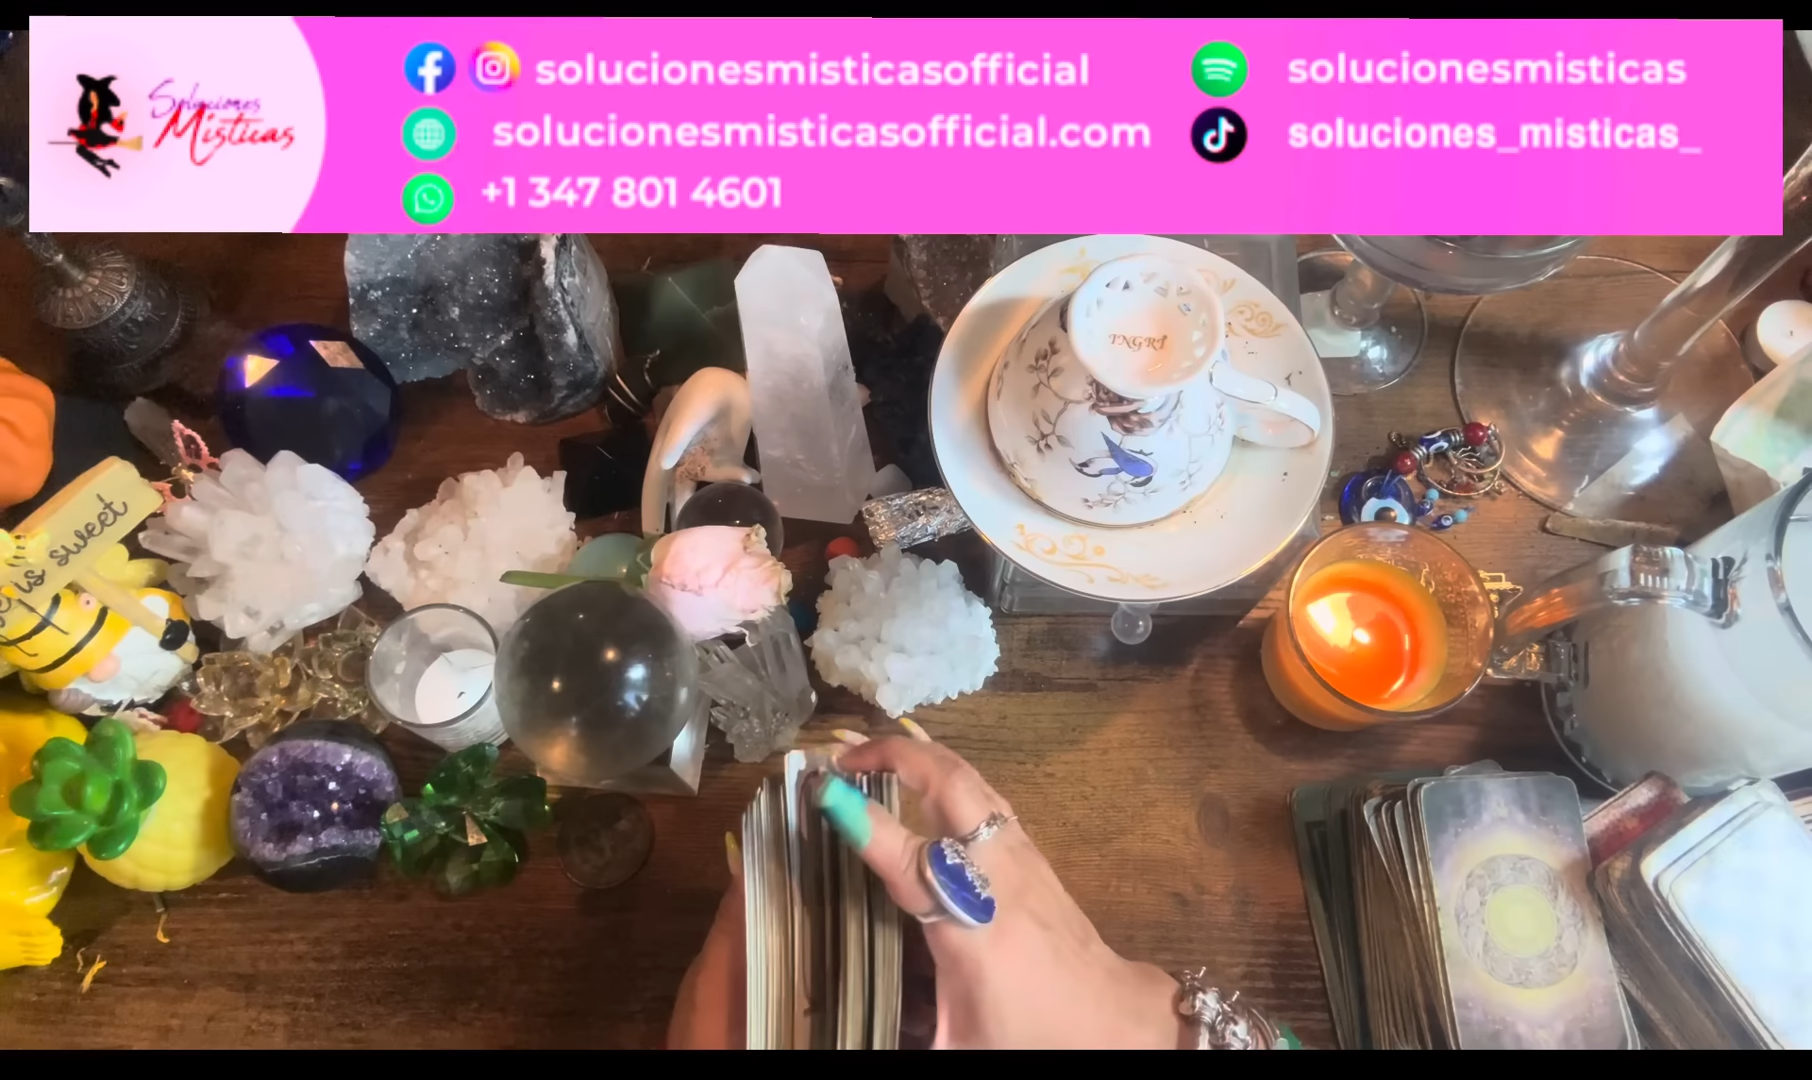 Soluciones
Misticas
solucionesmisticasofficial
solucionesmisticasofficial.com
+1 347 801 4601
solucionesmisticas
soluciones_misticas_
INGRI
is sweet